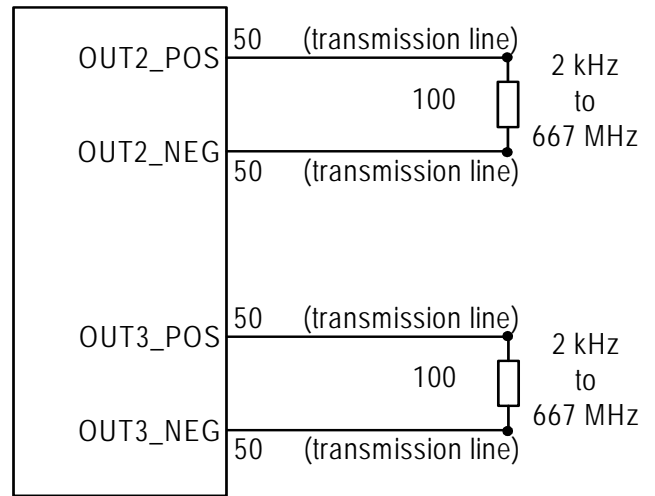 OUT2_POS 50 (transmission line)
100
2 kHz
to
667 MHz
OUT2_NEG
50 (transmission line)
OUT3_POS 50 (transmission line)
100
2 kHz
to
667 MHz
OUT3_NEG
50 (transmission line)